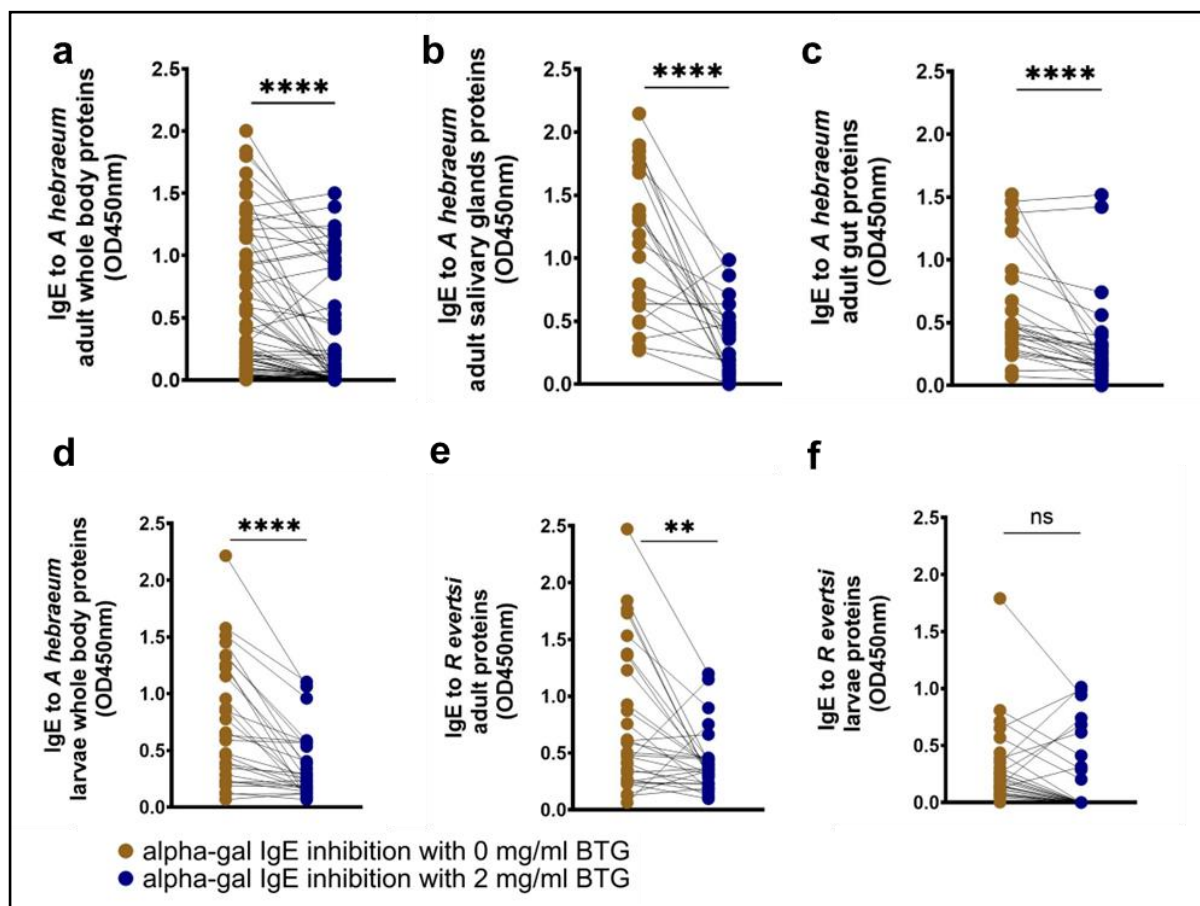 a
****
IgE to A hebraeum
adult whole body proteins
(OD450nm)
2.5
2.0
1.5
1.0
0.5
0.0
b
****
IgE to A hebraeum
adult salivary glands proteins
(OD450nm)
2.5
2.0
1.5
1.0
0.5
0.0
c
****
IgE to A hebraeum
adult gut proteins
(OD450nm)
2.5
2.0
1.5
1.0
0.5
0.0
d
****
IgE to A hebraeum
larvae whole body proteins
(OD450nm)
2.5
2.0
1.5
1.0
0.5
0.0
e
**
IgE to R evertsi
adult proteins
(OD450nm)
2.5
2.0
1.5
1.0
0.5
0.0
f
ns
IgE to R evertsi
larvae proteins
(OD450nm)
2.5
2.0
1.5
1.0
0.5
0.0
alpha-gal IgE inhibition with 0 mg/ml BTG
alpha-gal IgE inhibition with 2 mg/ml BTG